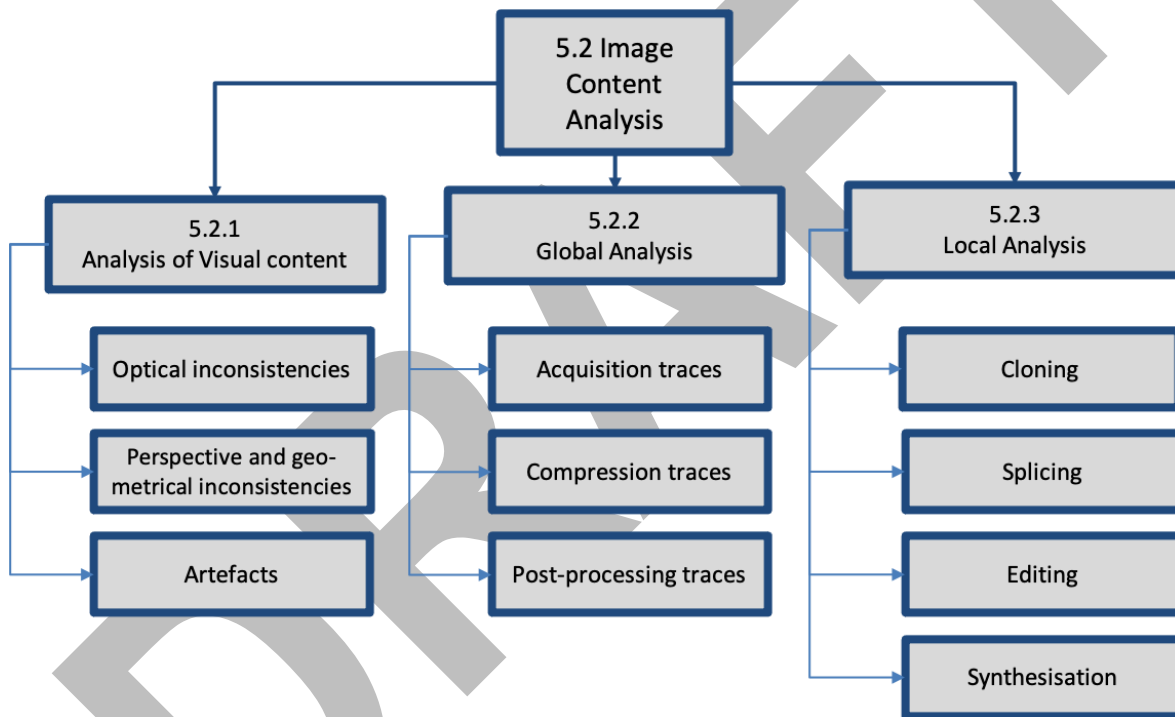 5.2 Image
Content
Analysis
5.2.1
Analysis of Visual content
5.2.2
Global Analysis
5.2.3
Local Analysis
Optical inconsistencies
Perspective and geo-
metrical inconsistencies
Artefacts
Acquisition traces
Compression traces
Post-processing traces
Cloning
Splicing
Editing
Synthesisation
DRAFT